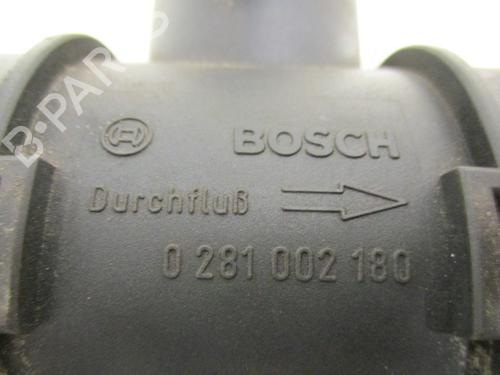 BOSCH
Durchfluß
0 281 002 180
B-PARTS